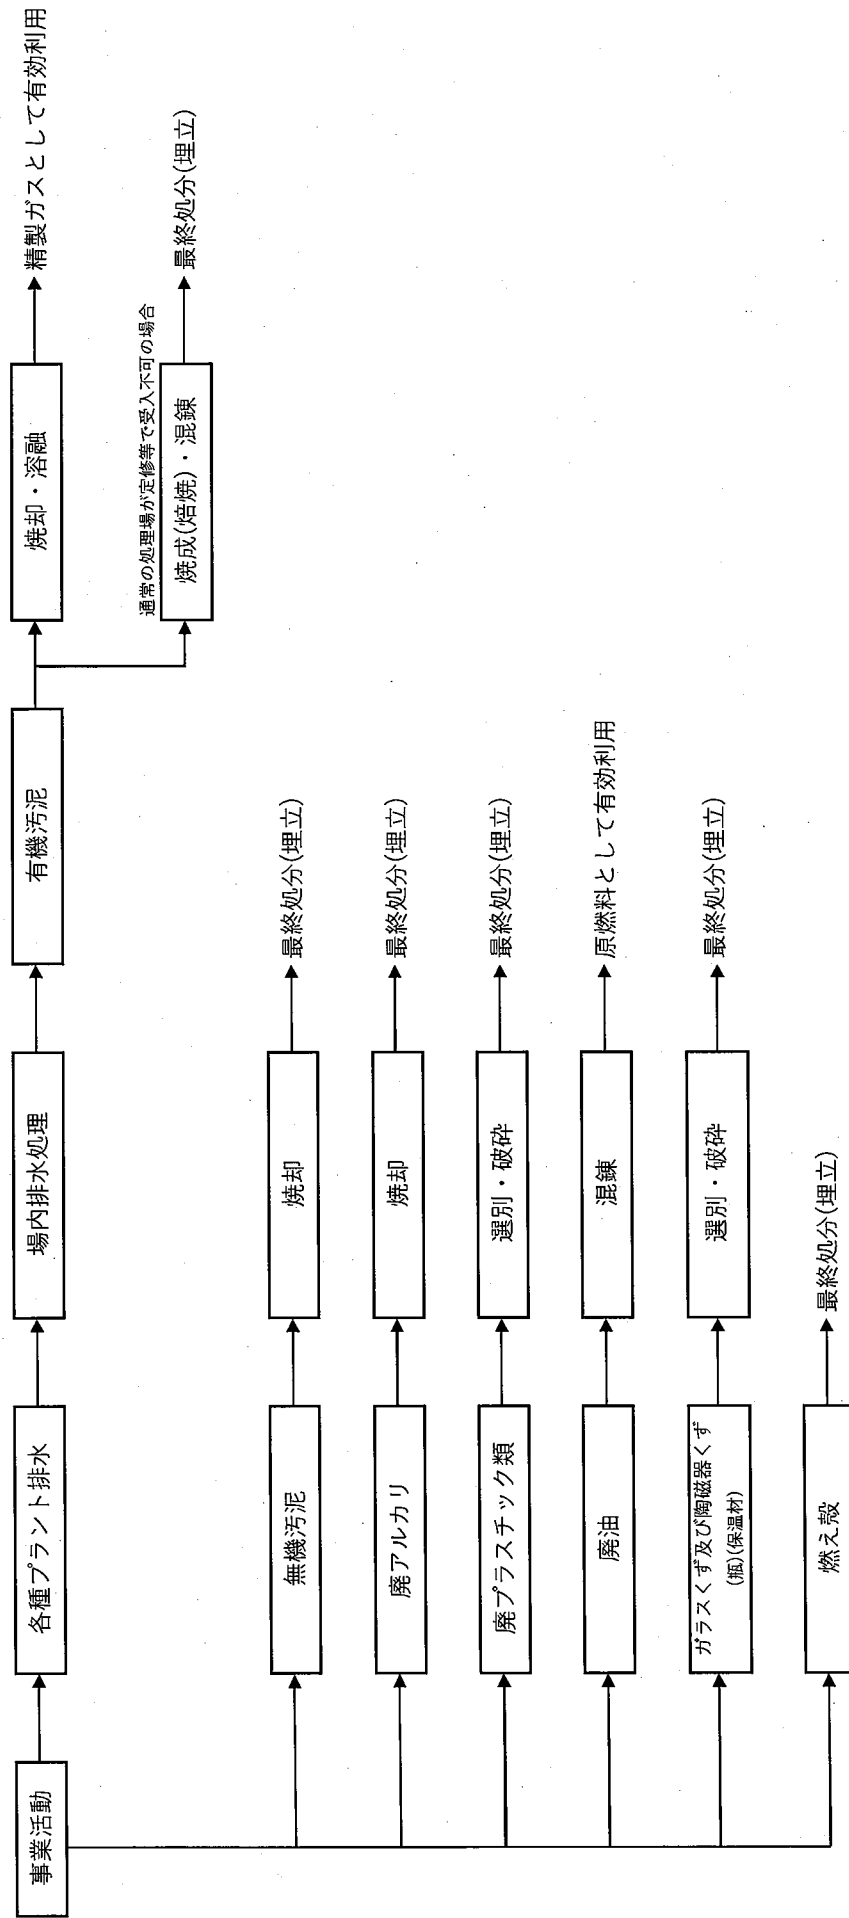 事業活動
各種プラント排水
場内排水処理
有機汚泥
焼却・溶融
精製ガスとして有効利用
通常の処理場が定修等で受入不可の場合
焼成(焙焼)・混錬
最終処分(埋立)
無機汚泥
焼却
最終処分(埋立)
廃アルカリ
焼却
最終処分(埋立)
廃プラスチック類
選別・破砕
最終処分(埋立)
廃油
混錬
原燃料として有効利用
ガラスくず及び陶磁器くず
(瓶)(保温材)
選別・破砕
最終処分(埋立)
燃え殻
最終処分(埋立)